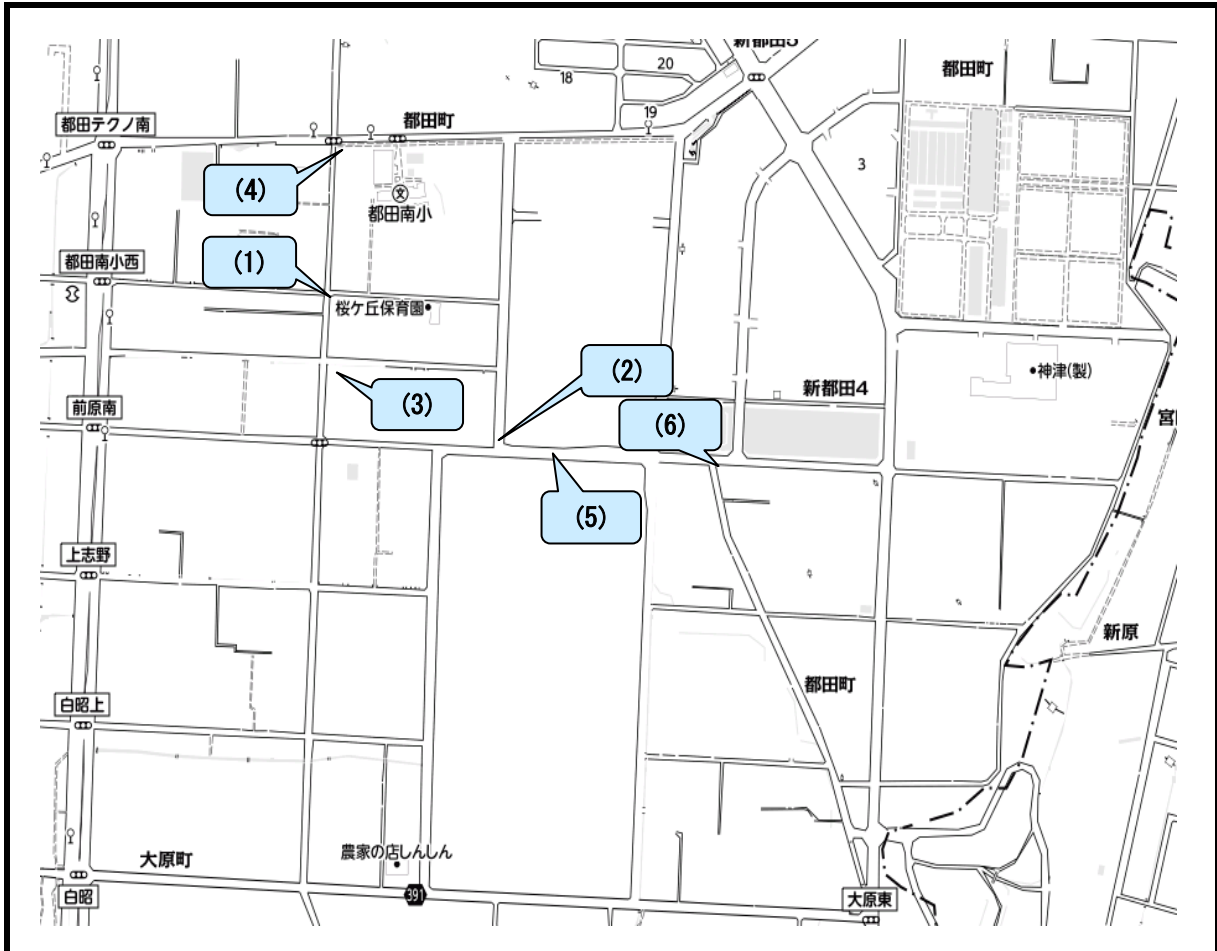 新都田5
20
18
都田町
19
都田町
都田テクノ南
3
(4)
文
都田南小
(1)
都田南小西
桜ケ丘保育園
(2)
神津(製)
新都田4
(3)
前原南
(6)
宮
(5)
上志野
新原
都田町
白昭上
農家の店しんしん
大原町
391
白昭
大原東